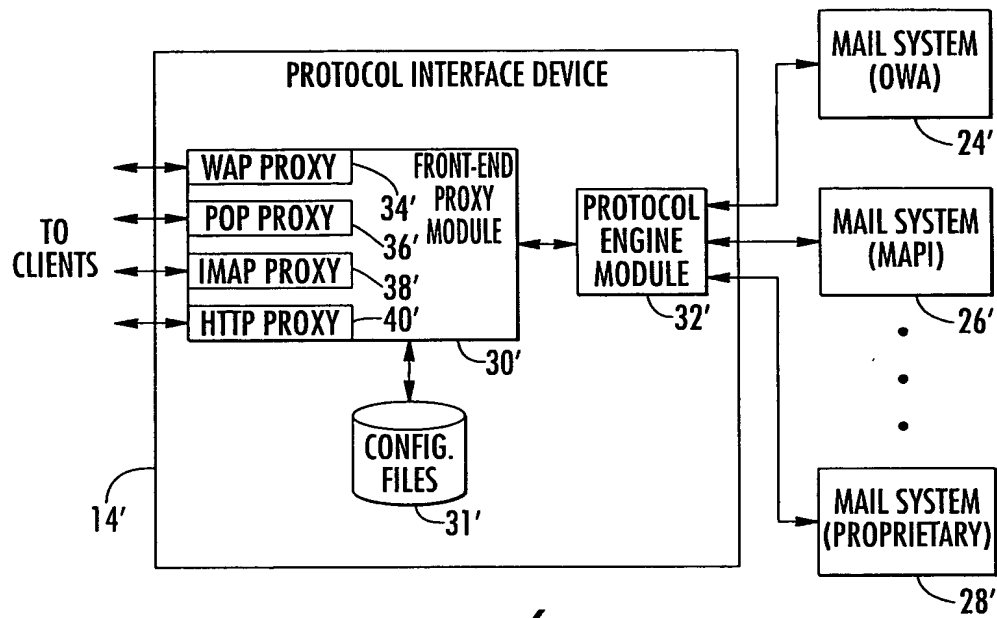 PROTOCOL INTERFACE DEVICE
TO
CLIENTS
WAP PROXY
34'
POP PROXY
36'
IMAP PROXY
38'
HTTP PROXY
40'
FRONT-END
PROXY
MODULE
30'
CONFIG.
FILES
31'
14'
PROTOCOL
ENGINE
MODULE
32'
MAIL SYSTEM
(OWA)
24'
MAIL SYSTEM
(MAPI)
26'
MAIL SYSTEM
(PROPRIETARY)
28'